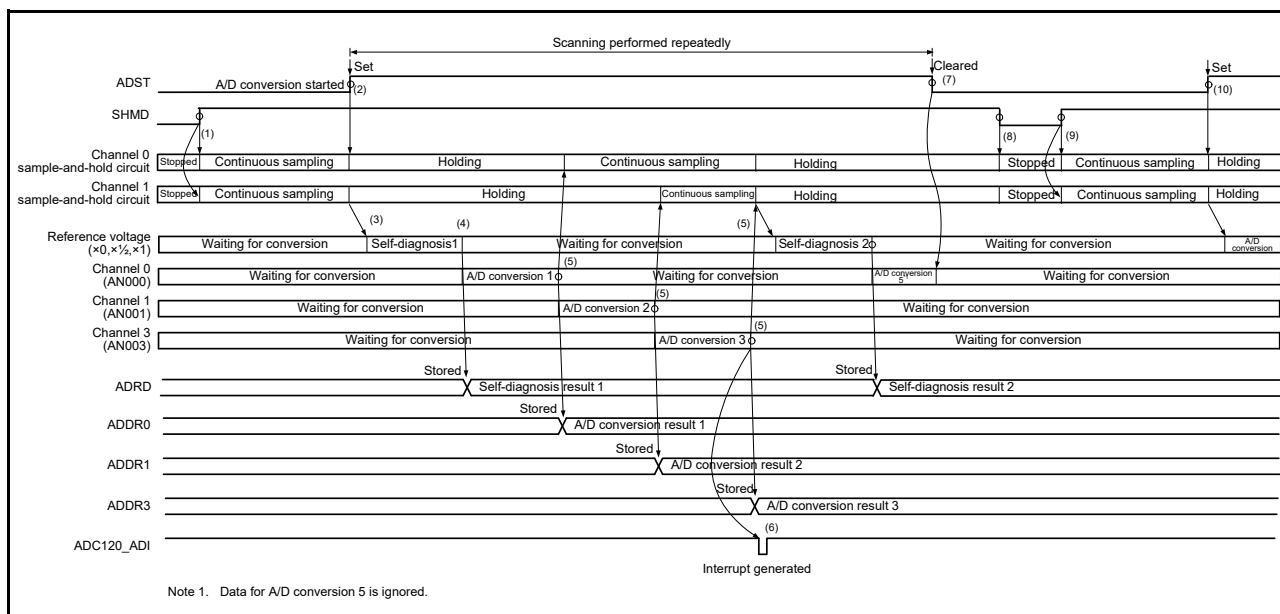 Scanning performed repeatedly
Set Cleared Set
ADST A/D conversion started (2) (7) (10)
SHMD (1) (8) (9)
Channel 0
sample-and-hold circuit Stopped Continuous sampling Holding Continuous sampling Holding Stopped Continuous sampling Holding
Channel 1
sample-and-hold circuit Stopped Continuous sampling Holding Continuous sampling Holding Stopped Continuous sampling Holding
(3) (4) (5)
Reference voltage
(×0,×½,×1) Waiting for conversion Self-diagnosis1 Waiting for conversion Self-diagnosis 2 Waiting for conversion A/D conversion
(5)
Channel 0
(AN000) Waiting for conversion A/D conversion 1 Waiting for conversion A/D conversion 5 Waiting for conversion
(5)
Channel 1
(AN001) Waiting for conversion A/D conversion 2 Waiting for conversion
(5)
Channel 3
(AN003) Waiting for conversion A/D conversion 3 Waiting for conversion
Stored Stored
ADRD Self-diagnosis result 1 Self-diagnosis result 2
Stored
ADDR0 A/D conversion result 1
Stored
ADDR1 A/D conversion result 2
Stored
ADDR3 A/D conversion result 3
(6)
ADC120_ADI
Interrupt generated
Note 1. Data for A/D conversion 5 is ignored.